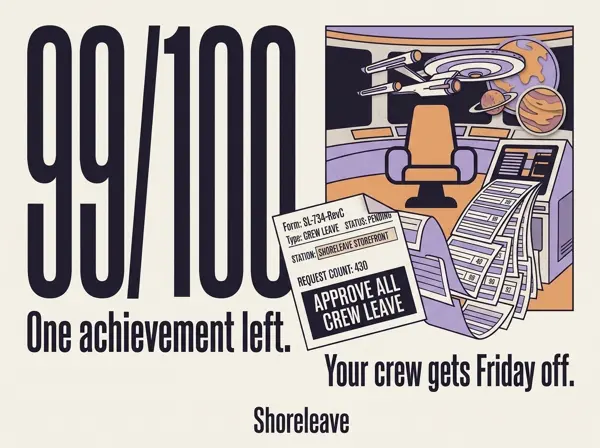 99/100
One achievement left.
Form: SL-734-RevC
Type: CREW LEAVE STATUS: PENDING
STATION: SHORELEAVE STOREFRONT
REQUEST COUNT: 430
APPROVE ALL
CREW LEAVE
Your crew gets Friday off.
Shoreleave